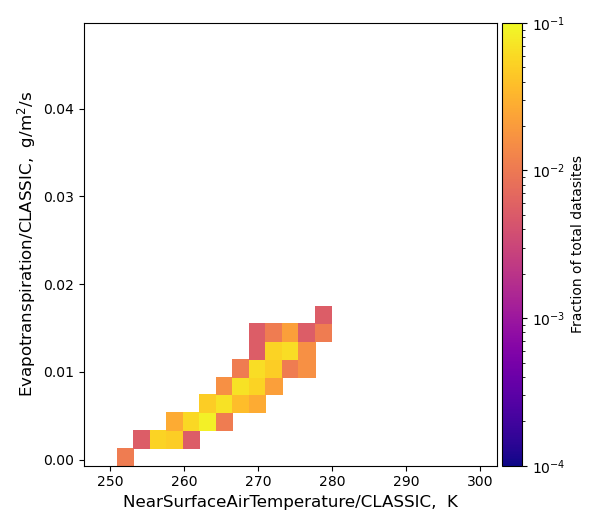 0.04
0.03
0.02
0.01
0.00
250 260 270 280 290 300
NearSurfaceAirTemperature/CLASSIC, K
Evapotranspiration/CLASSIC, g/m²/s
10⁻¹
10⁻²
10⁻³
10⁻⁴
Fraction of total datasites